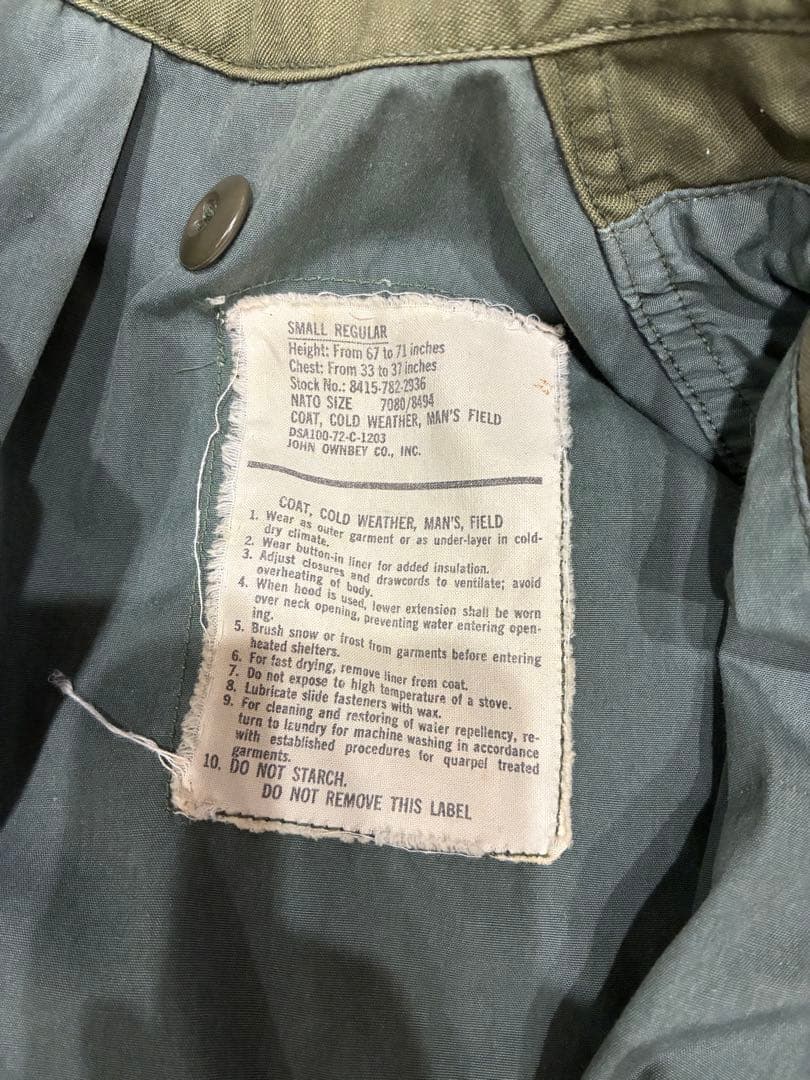 SMALL REGULAR
Height: From 67 to 71 inches
Chest: From 33 to 37 inches
Stock No.: 8415-782-2936
NATO SIZE 7080/8494
COAT, COLD WEATHER, MAN'S FIELD
DSA100-72-C-1203
JOHN OWNBEY CO., INC.
COAT, COLD WEATHER, MAN'S, FIELD
1. Wear as outer garment or as under-layer in cold-
dry climate.
2. Wear button-in liner for added insulation.
3. Adjust closures and drawcords to ventilate; avoid
overheating of body.
4. When hood is used, lower extension shall be worn
over neck opening, preventing water entering open-
ing.
5. Brush snow or frost from garments before entering
heated shelters.
6. For fast drying, remove liner from coat.
7. Do not expose to high temperature of a stove.
8. Lubricate slide fasteners with wax.
9. For cleaning and restoring of water repellency, re-
turn to laundry for machine washing in accordance
with established procedures for quarpel treated
garments.
10. DO NOT STARCH.
DO NOT REMOVE THIS LABEL